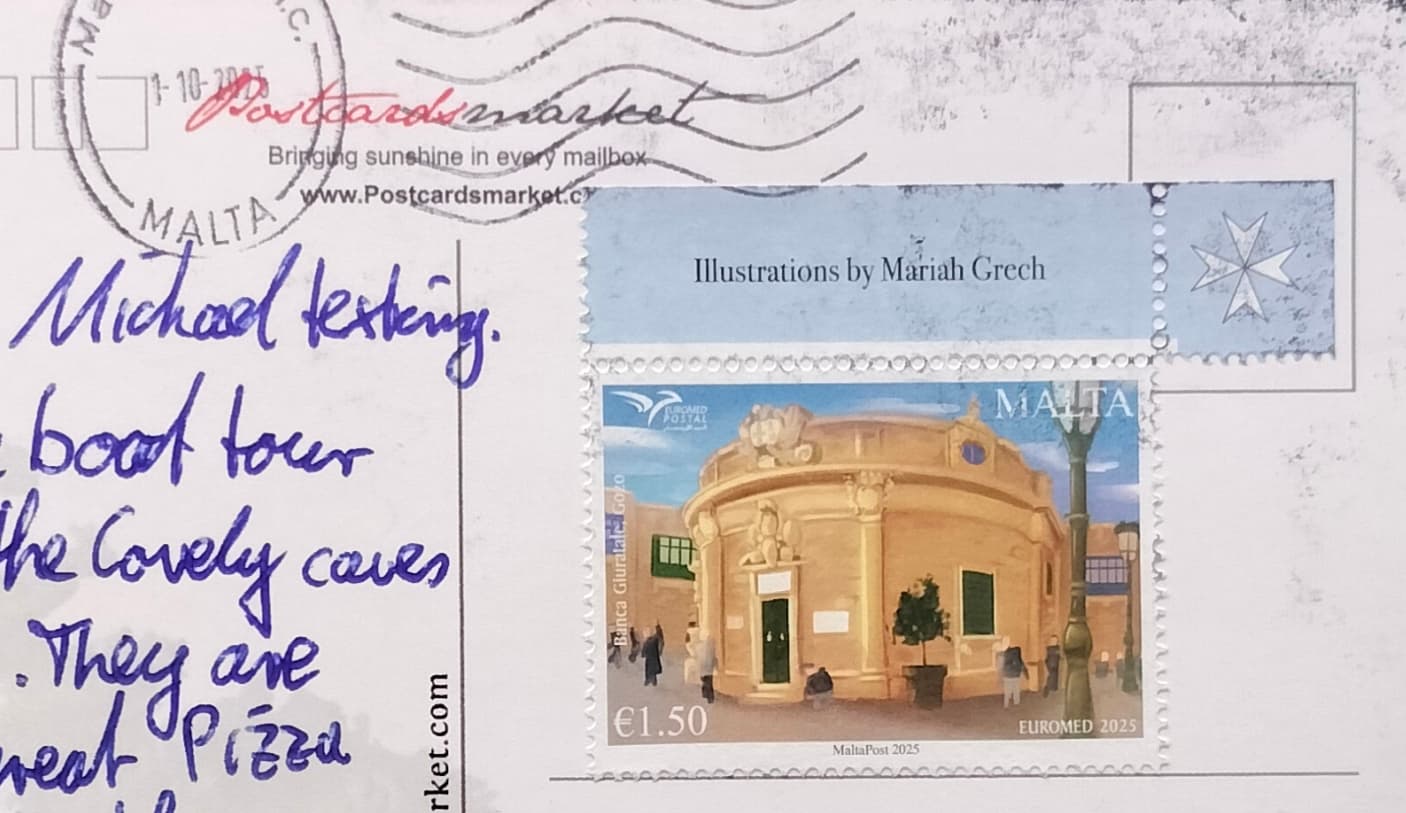 MALTA
1-10-2025
Postcardsmarket
Bringing sunshine in every mailbox
www.Postcardsmarket.c
Illustrations by Mariah Grech
Michael texting.
boat tour
the lovely caves
. They are
Pizza
rket.com
EUROMED
POSTAL
MALTA
Banca Giuratale, Gozo
€1.50
EUROMED 2025
MaltaPost 2025